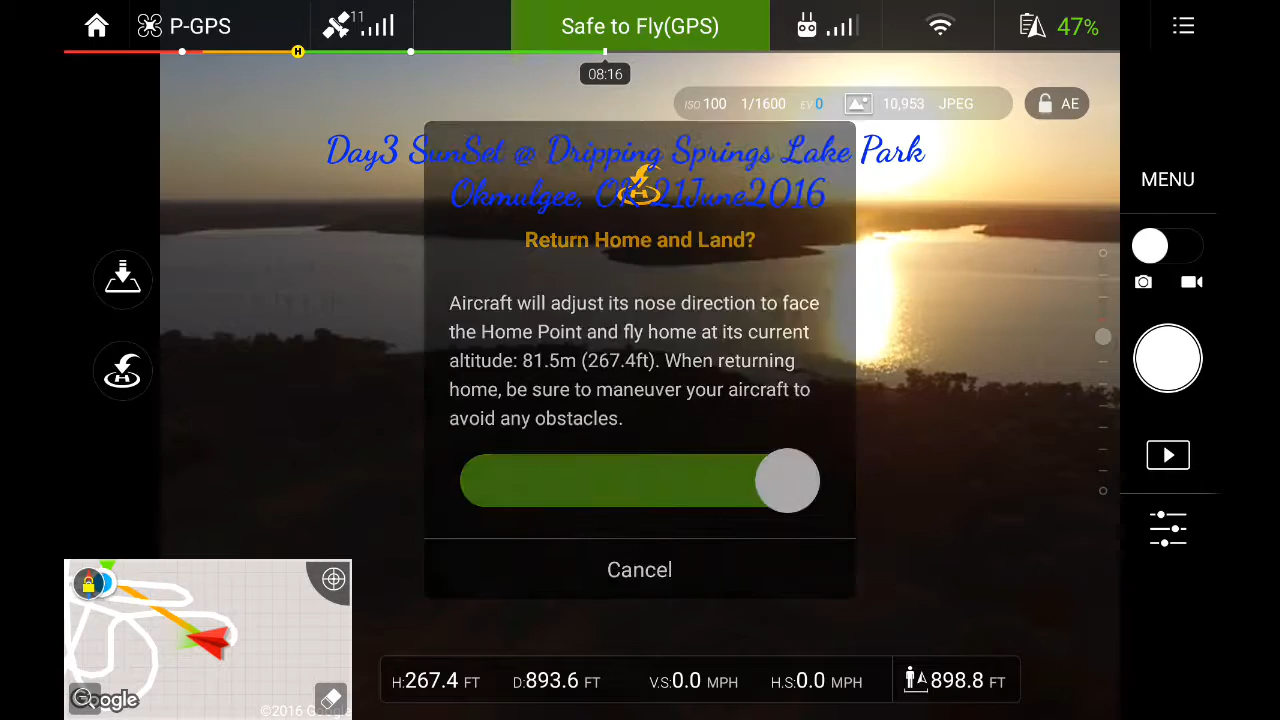 P-GPS
11
Safe to Fly(GPS)
47%
H
08:16
ISO 100 1/1600 EV 0 10,953 JPEG
AE
Day3 SunSet @ Dripping Springs Lake Park
Okmulgee, OK 21June2016
Return Home and Land?
MENU
Aircraft will adjust its nose direction to face
the Home Point and fly home at its current
altitude: 81.5m (267.4ft). When returning
home, be sure to maneuver your aircraft to
avoid any obstacles.
Cancel
H:267.4 FT D:893.6 FT V.S:0.0 MPH H.S:0.0 MPH 898.8 FT
Google
©2016 Google